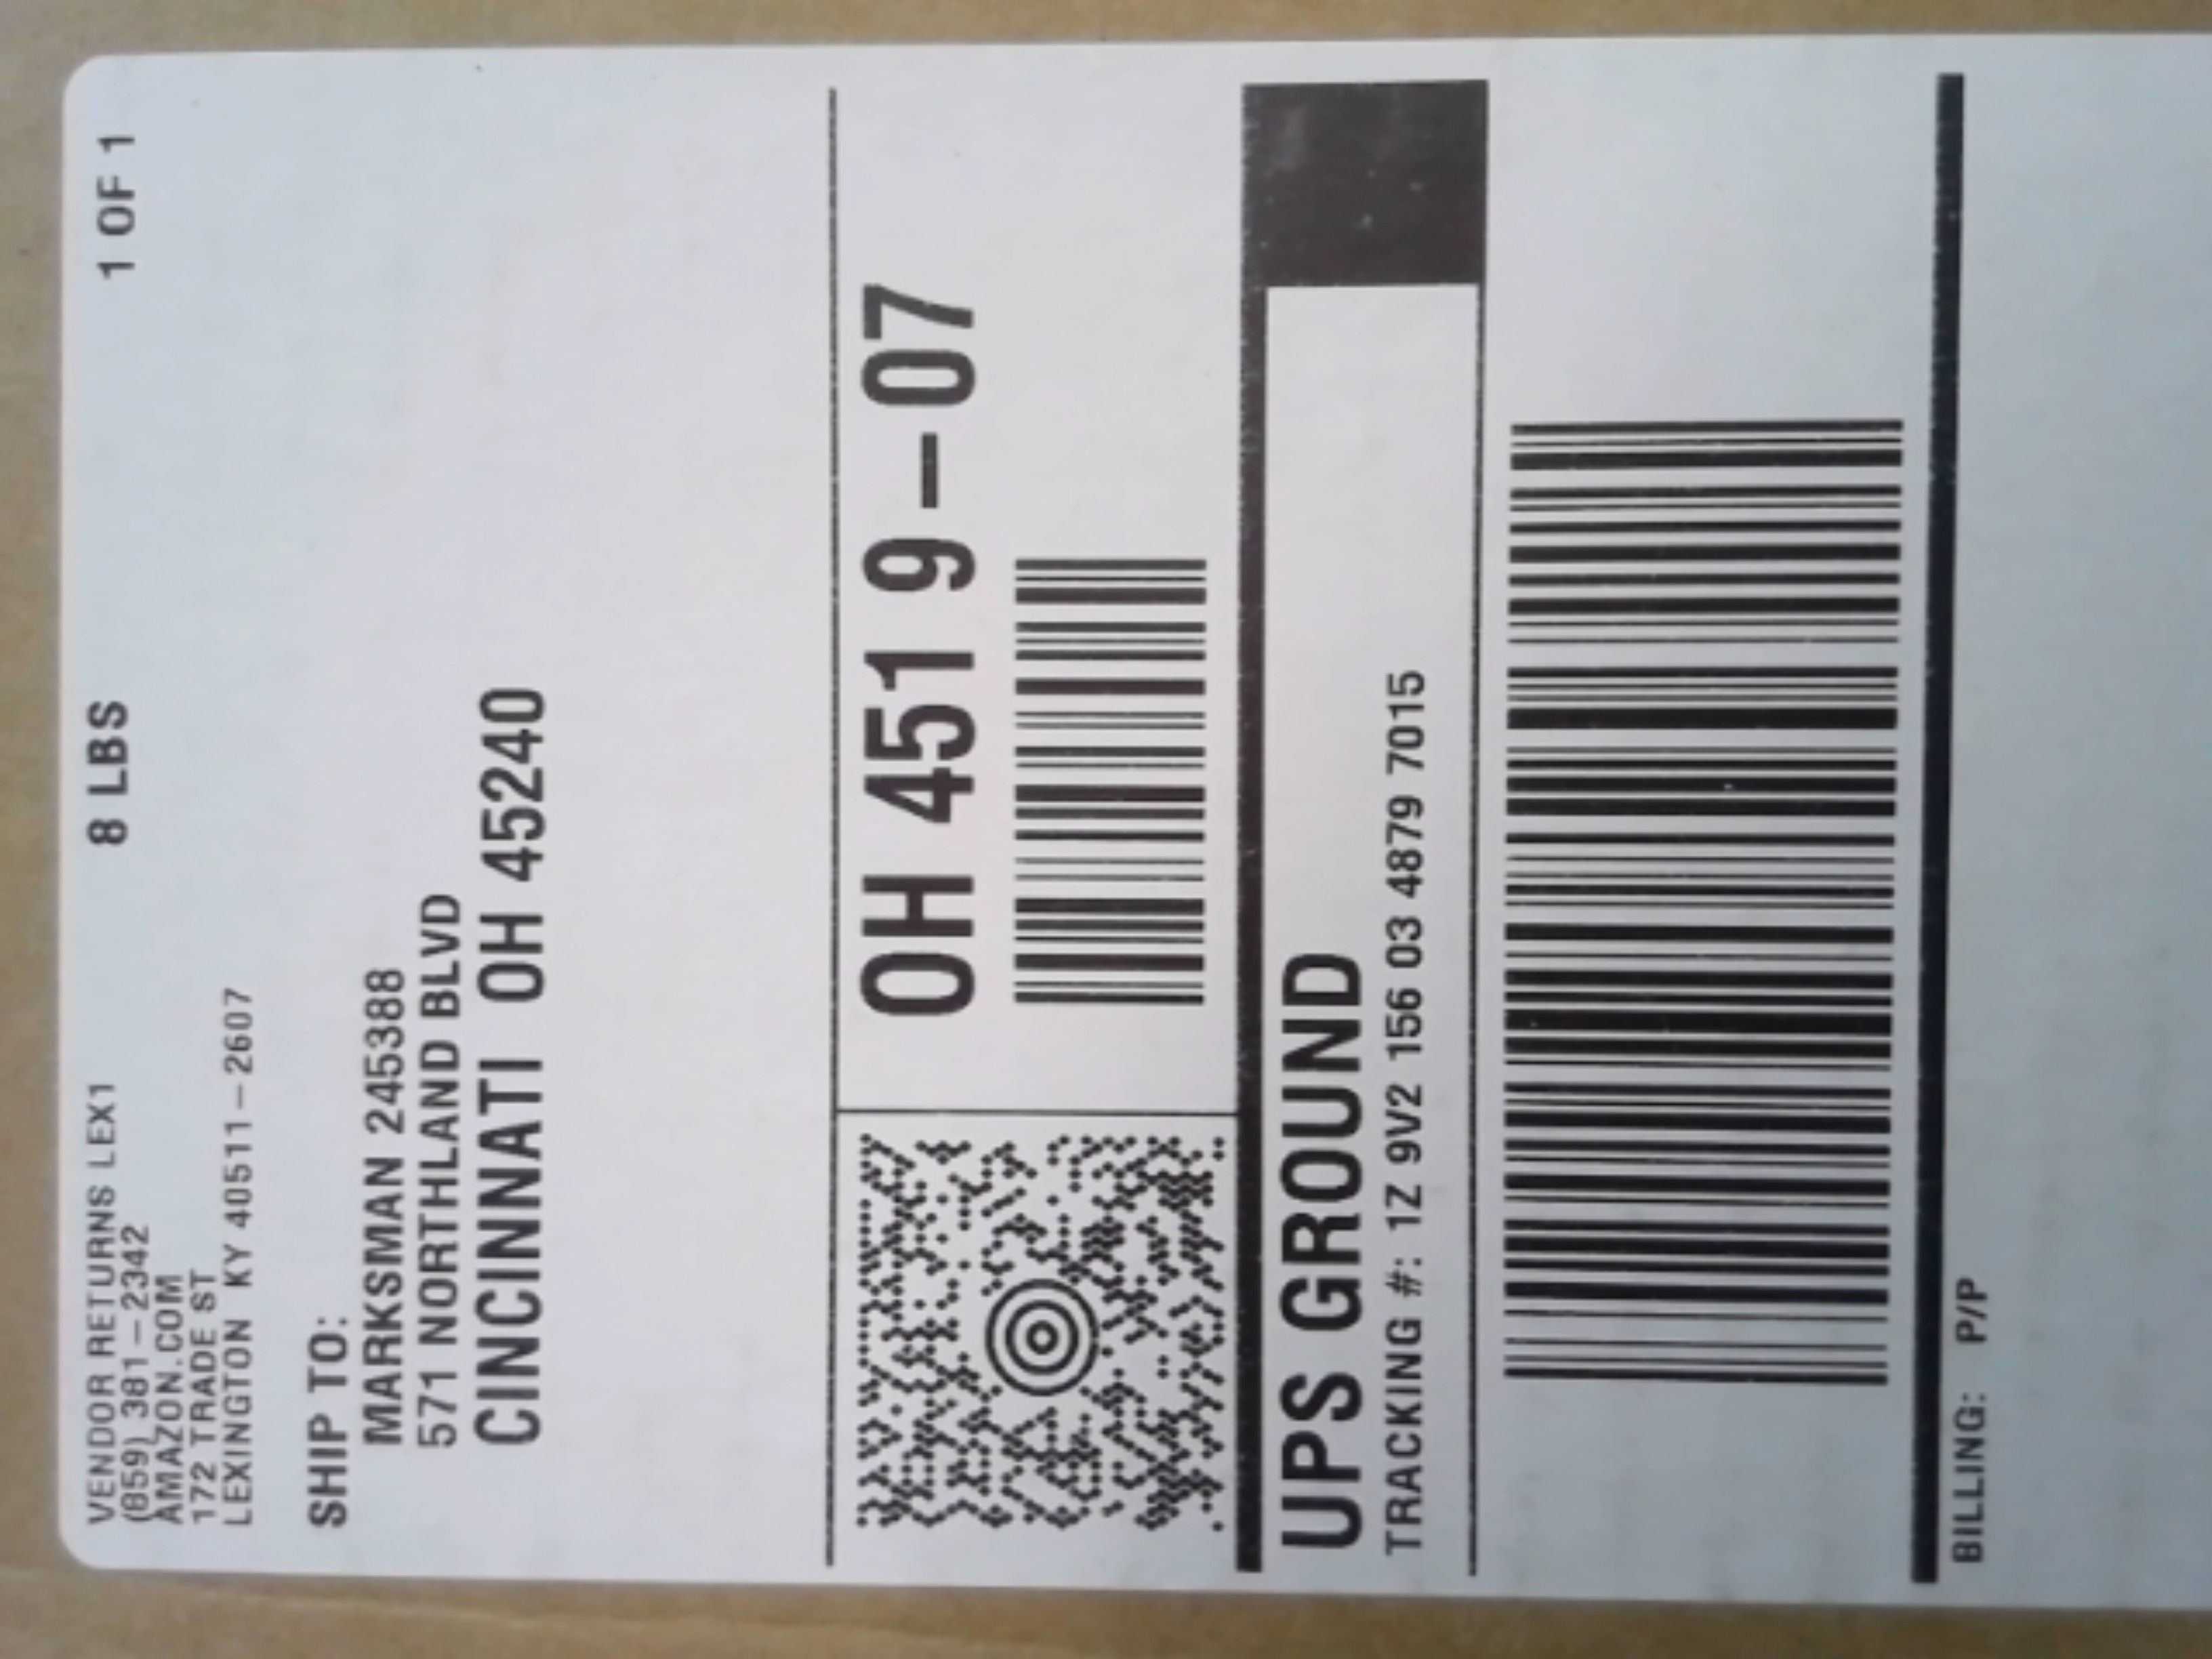 VENDOR RETURNS LEX1 8 LBS 1 OF 1
(859) 381-2342
AMAZON.COM
172 TRADE ST
LEXINGTON KY 40511-2607
SHIP TO:
MARKSMAN 245388
571 NORTHLAND BLVD
CINCINNATI OH 45240
OH 451 9-07
UPS GROUND
TRACKING #: 1Z 9V2 156 03 4879 7015
BILLING: P/P